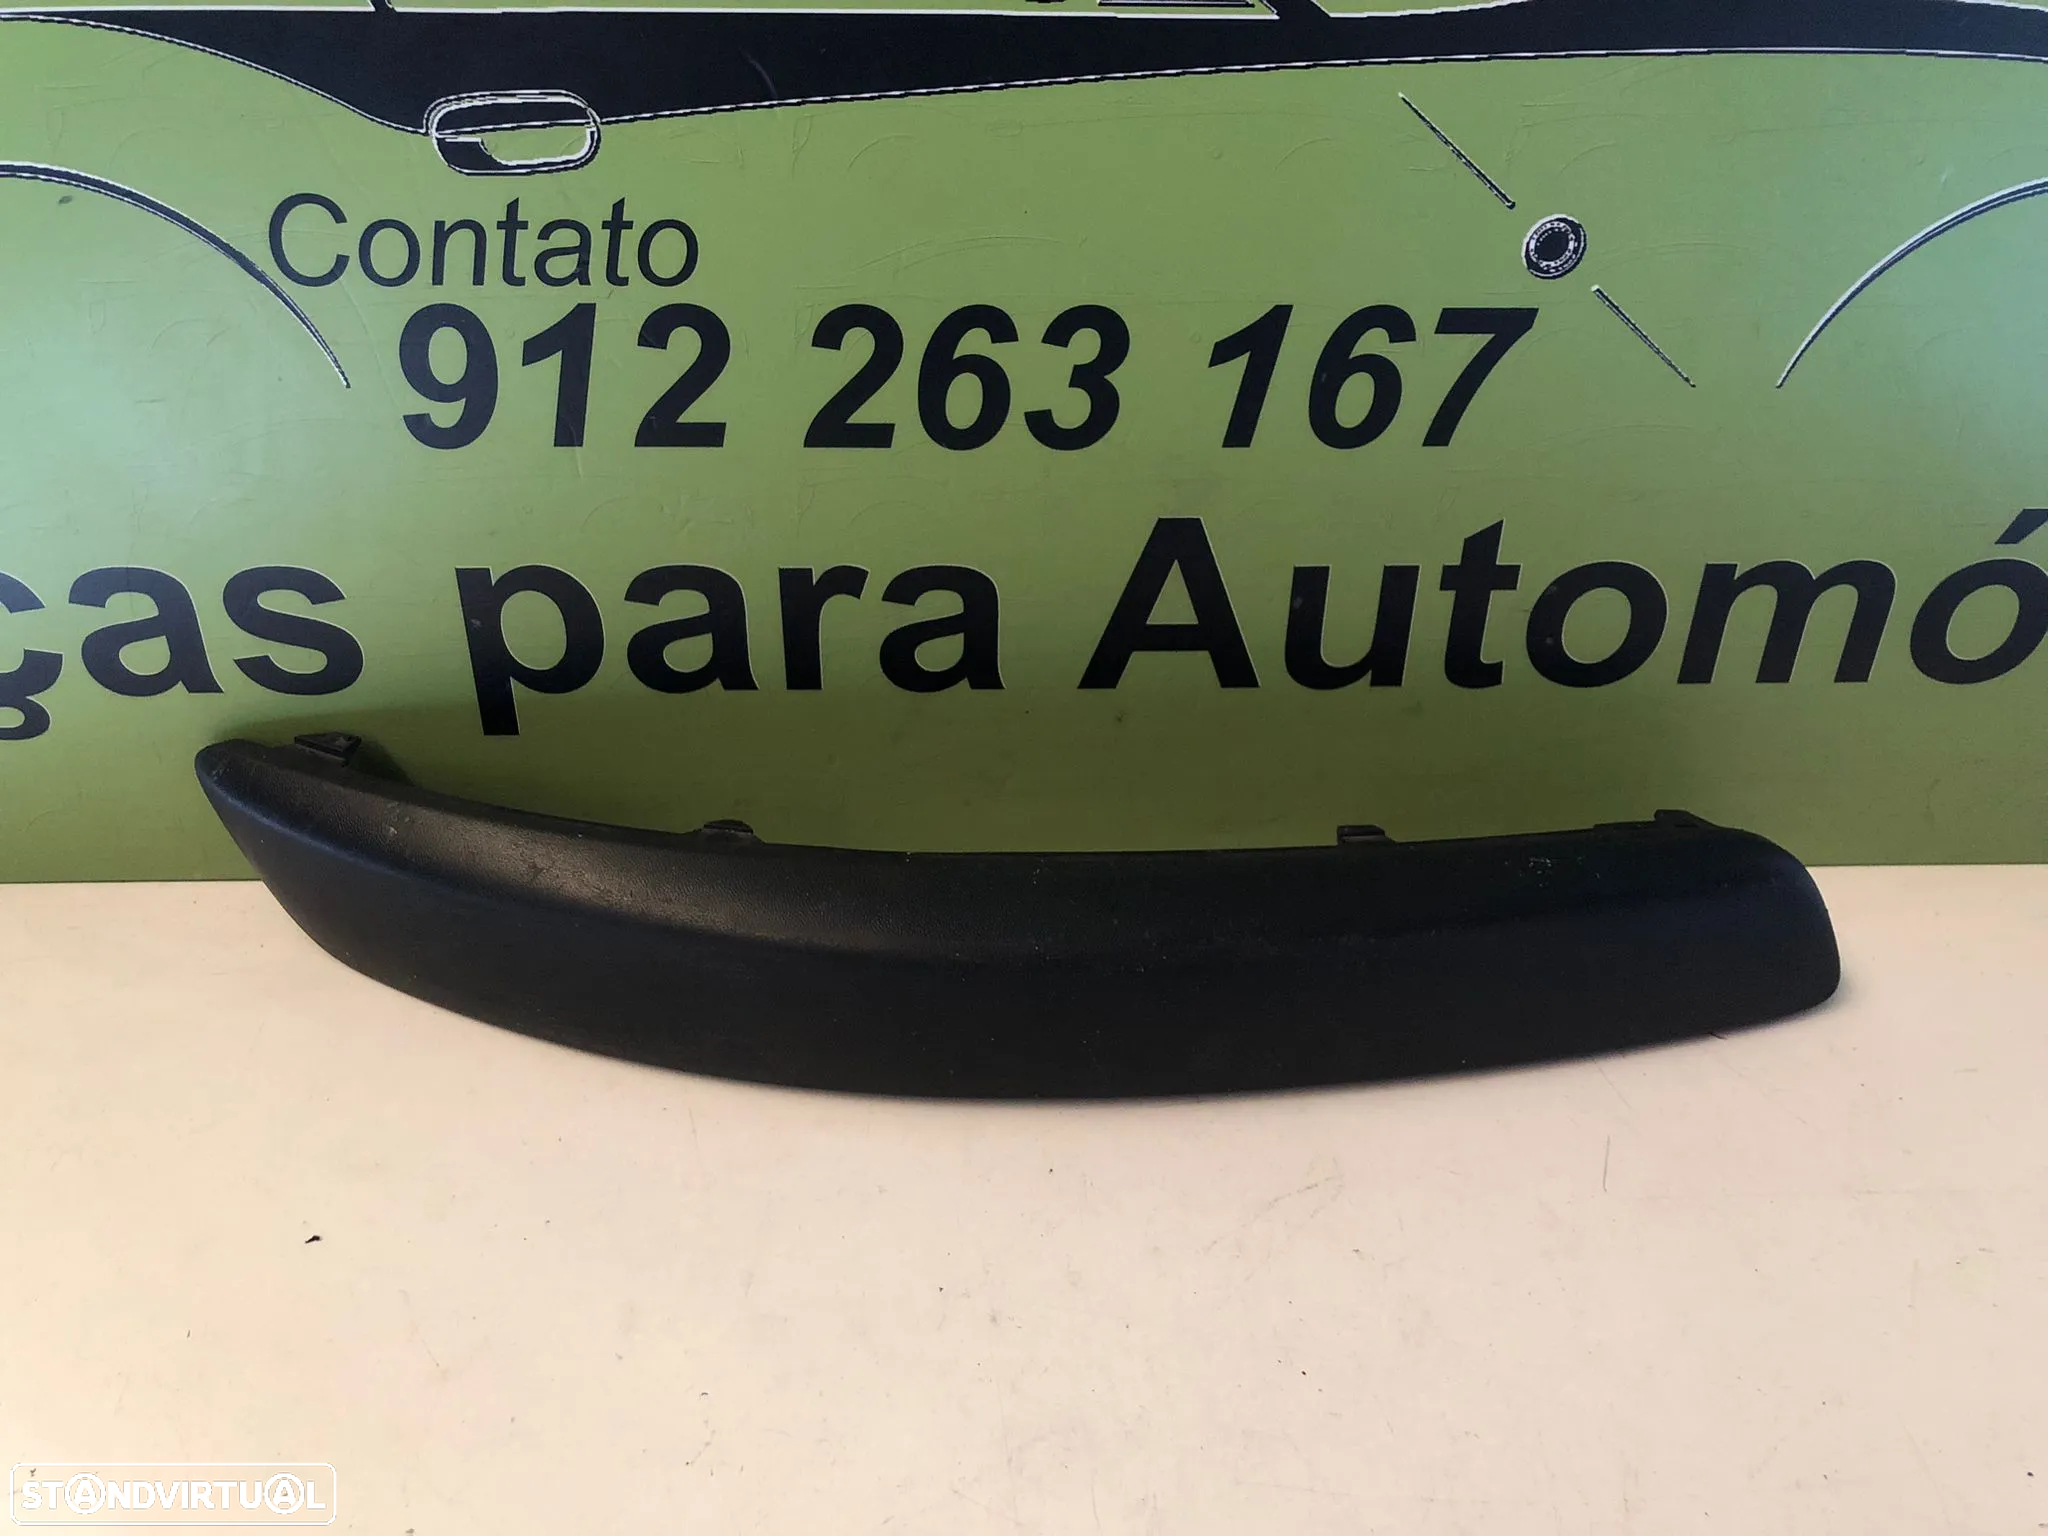 Contato
912 263 167
ças para Automó
STANDVIRTUAL